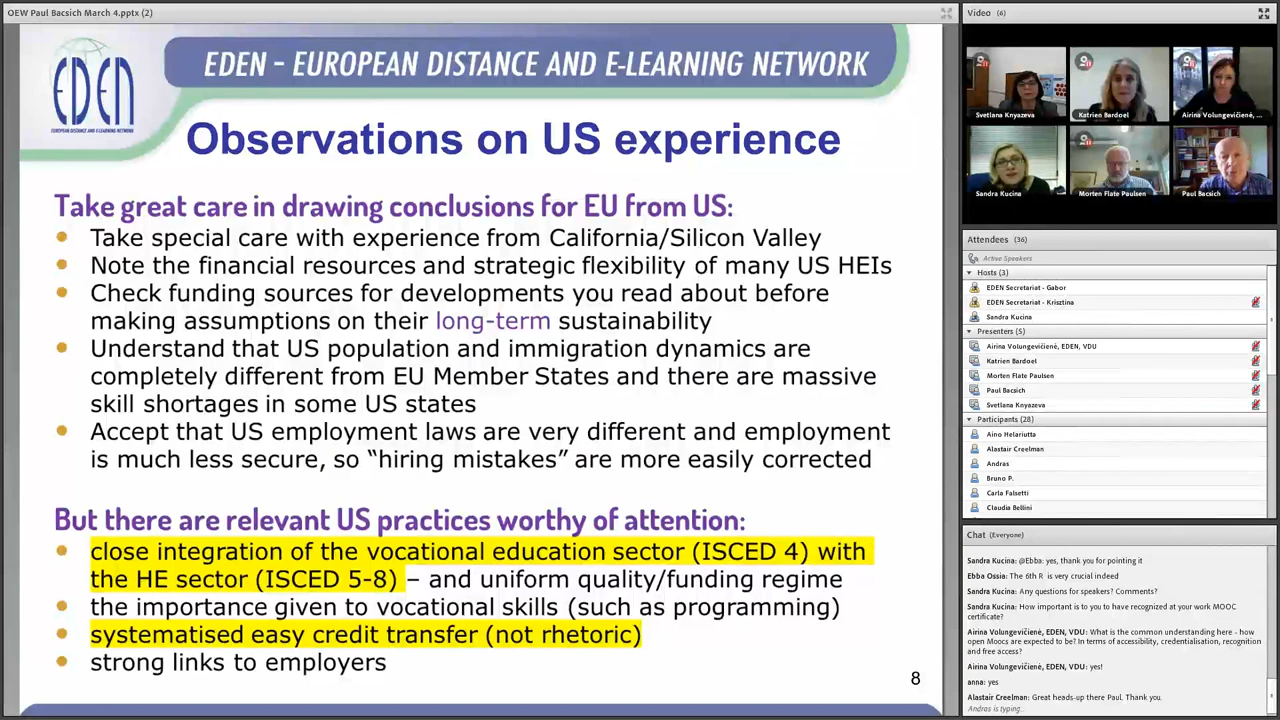 OEW Paul Bacsich March 4.pptx (2)
EDEN
EUROPEAN DISTANCE AND E-LEARNING NETWORK
EDEN – EUROPEAN DISTANCE AND E-LEARNING NETWORK
Observations on US experience
Take great care in drawing conclusions for EU from US:
• Take special care with experience from California/Silicon Valley
• Note the financial resources and strategic flexibility of many US HEIs
• Check funding sources for developments you read about before
making assumptions on their long-term sustainability
• Understand that US population and immigration dynamics are
completely different from EU Member States and there are massive
skill shortages in some US states
• Accept that US employment laws are very different and employment
is much less secure, so “hiring mistakes” are more easily corrected
But there are relevant US practices worthy of attention:
• close integration of the vocational education sector (ISCED 4) with
the HE sector (ISCED 5-8) – and uniform quality/funding regime
• the importance given to vocational skills (such as programming)
• systematised easy credit transfer (not rhetoric)
• strong links to employers
8
Video (6)
Svetlana Knyazeva
Katrien Bardoel
Airina Volungevičienė, ...
Sandra Kucina
Morten Flate Paulsen
Paul Bacsich
Attendees (36)
Active Speakers
Hosts (3)
EDEN Secretariat - Gabor
EDEN Secretariat - Krisztina
Sandra Kucina
Presenters (5)
Airina Volungevičienė, EDEN, VDU
Katrien Bardoel
Morten Flate Paulsen
Paul Bacsich
Svetlana Knyazeva
Participants (28)
Aino Helariutta
Alastair Creelman
Andras
Bruno P.
Carla Falsetti
Claudia Bellini
Chat (Everyone)
Sandra Kucina: @Ebba: yes, thank you for pointing it
Ebba Ossia: The 6th R is very crucial indeed
Sandra Kucina: Any questions for speakers? Comments?
Sandra Kucina: How important is to you to have recognized at your work MOOC
certificate?
Airina Volungevičienė, EDEN, VDU: What is the common understanding here - how
open Moocs are expected to be? In terms of accessibility, credentialisation, recognition
and free access?
Airina Volungevičienė, EDEN, VDU: yes!
anna: yes
Alastair Creelman: Great heads-up there Paul. Thank you.
Andras is typing...